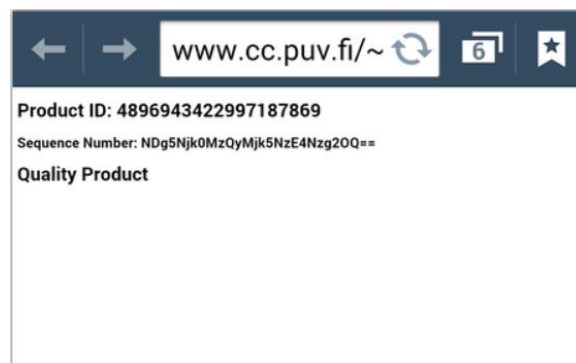 www.cc.puv.fi/~
6
Product ID: 4896943422997187869
Sequence Number: NDg5Njk0MzQyMjk5NzE4Nzg2OQ==
Quality Product